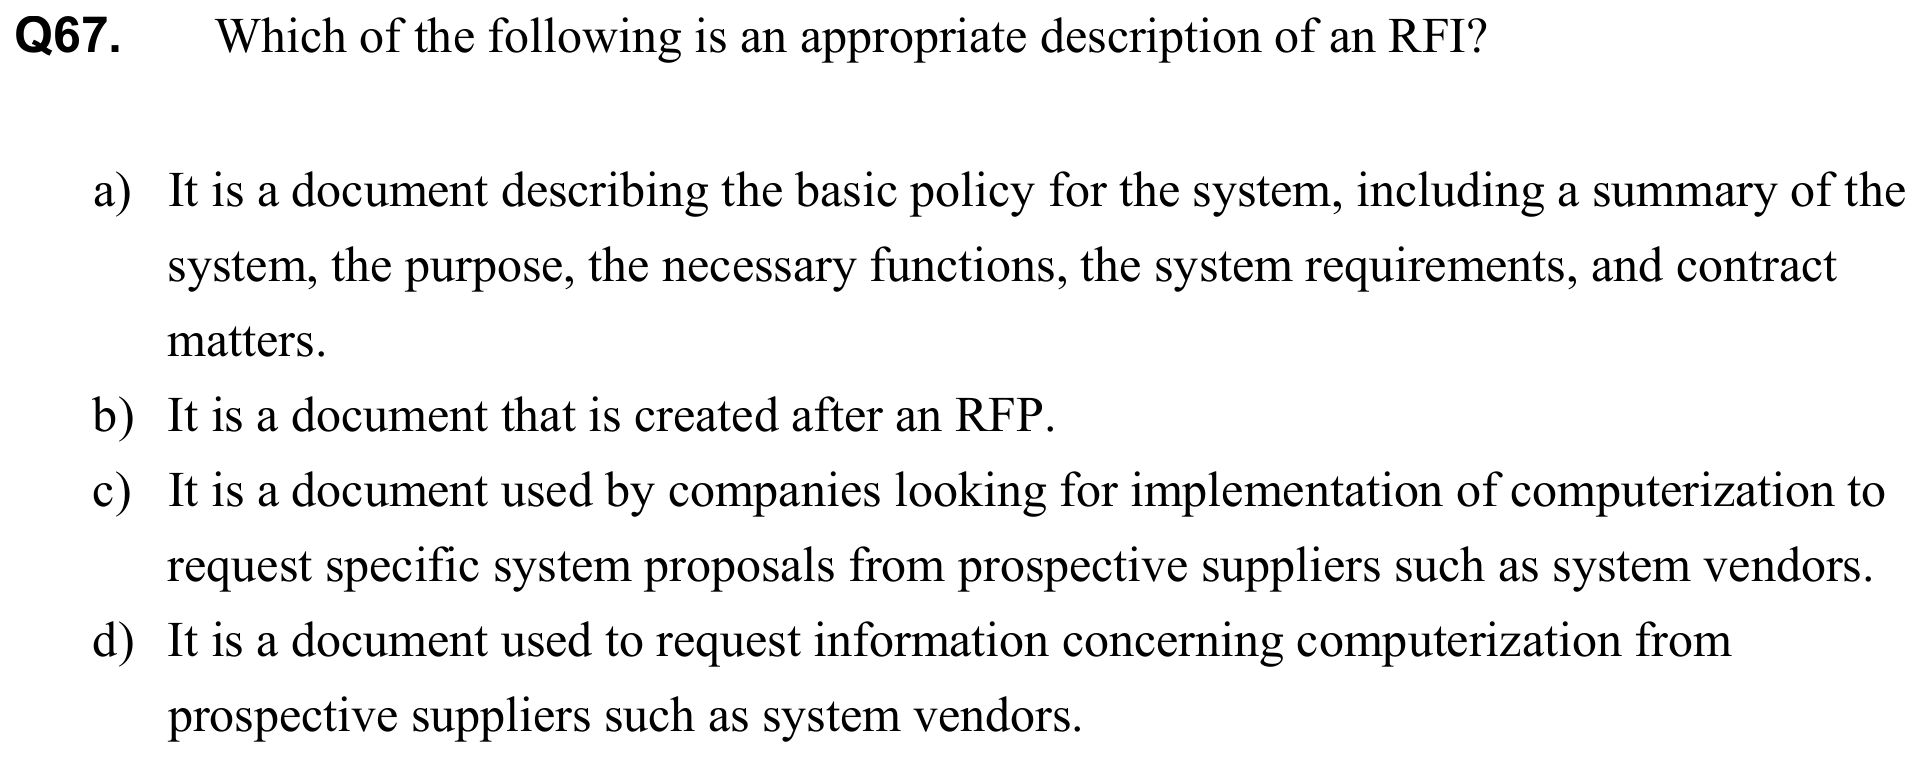 Q67. Which of the following is an appropriate description of an RFI?
a) It is a document describing the basic policy for the system, including a summary of the
system, the purpose, the necessary functions, the system requirements, and contract
matters.
b) It is a document that is created after an RFP.
c) It is a document used by companies looking for implementation of computerization to
request specific system proposals from prospective suppliers such as system vendors.
d) It is a document used to request information concerning computerization from
prospective suppliers such as system vendors.